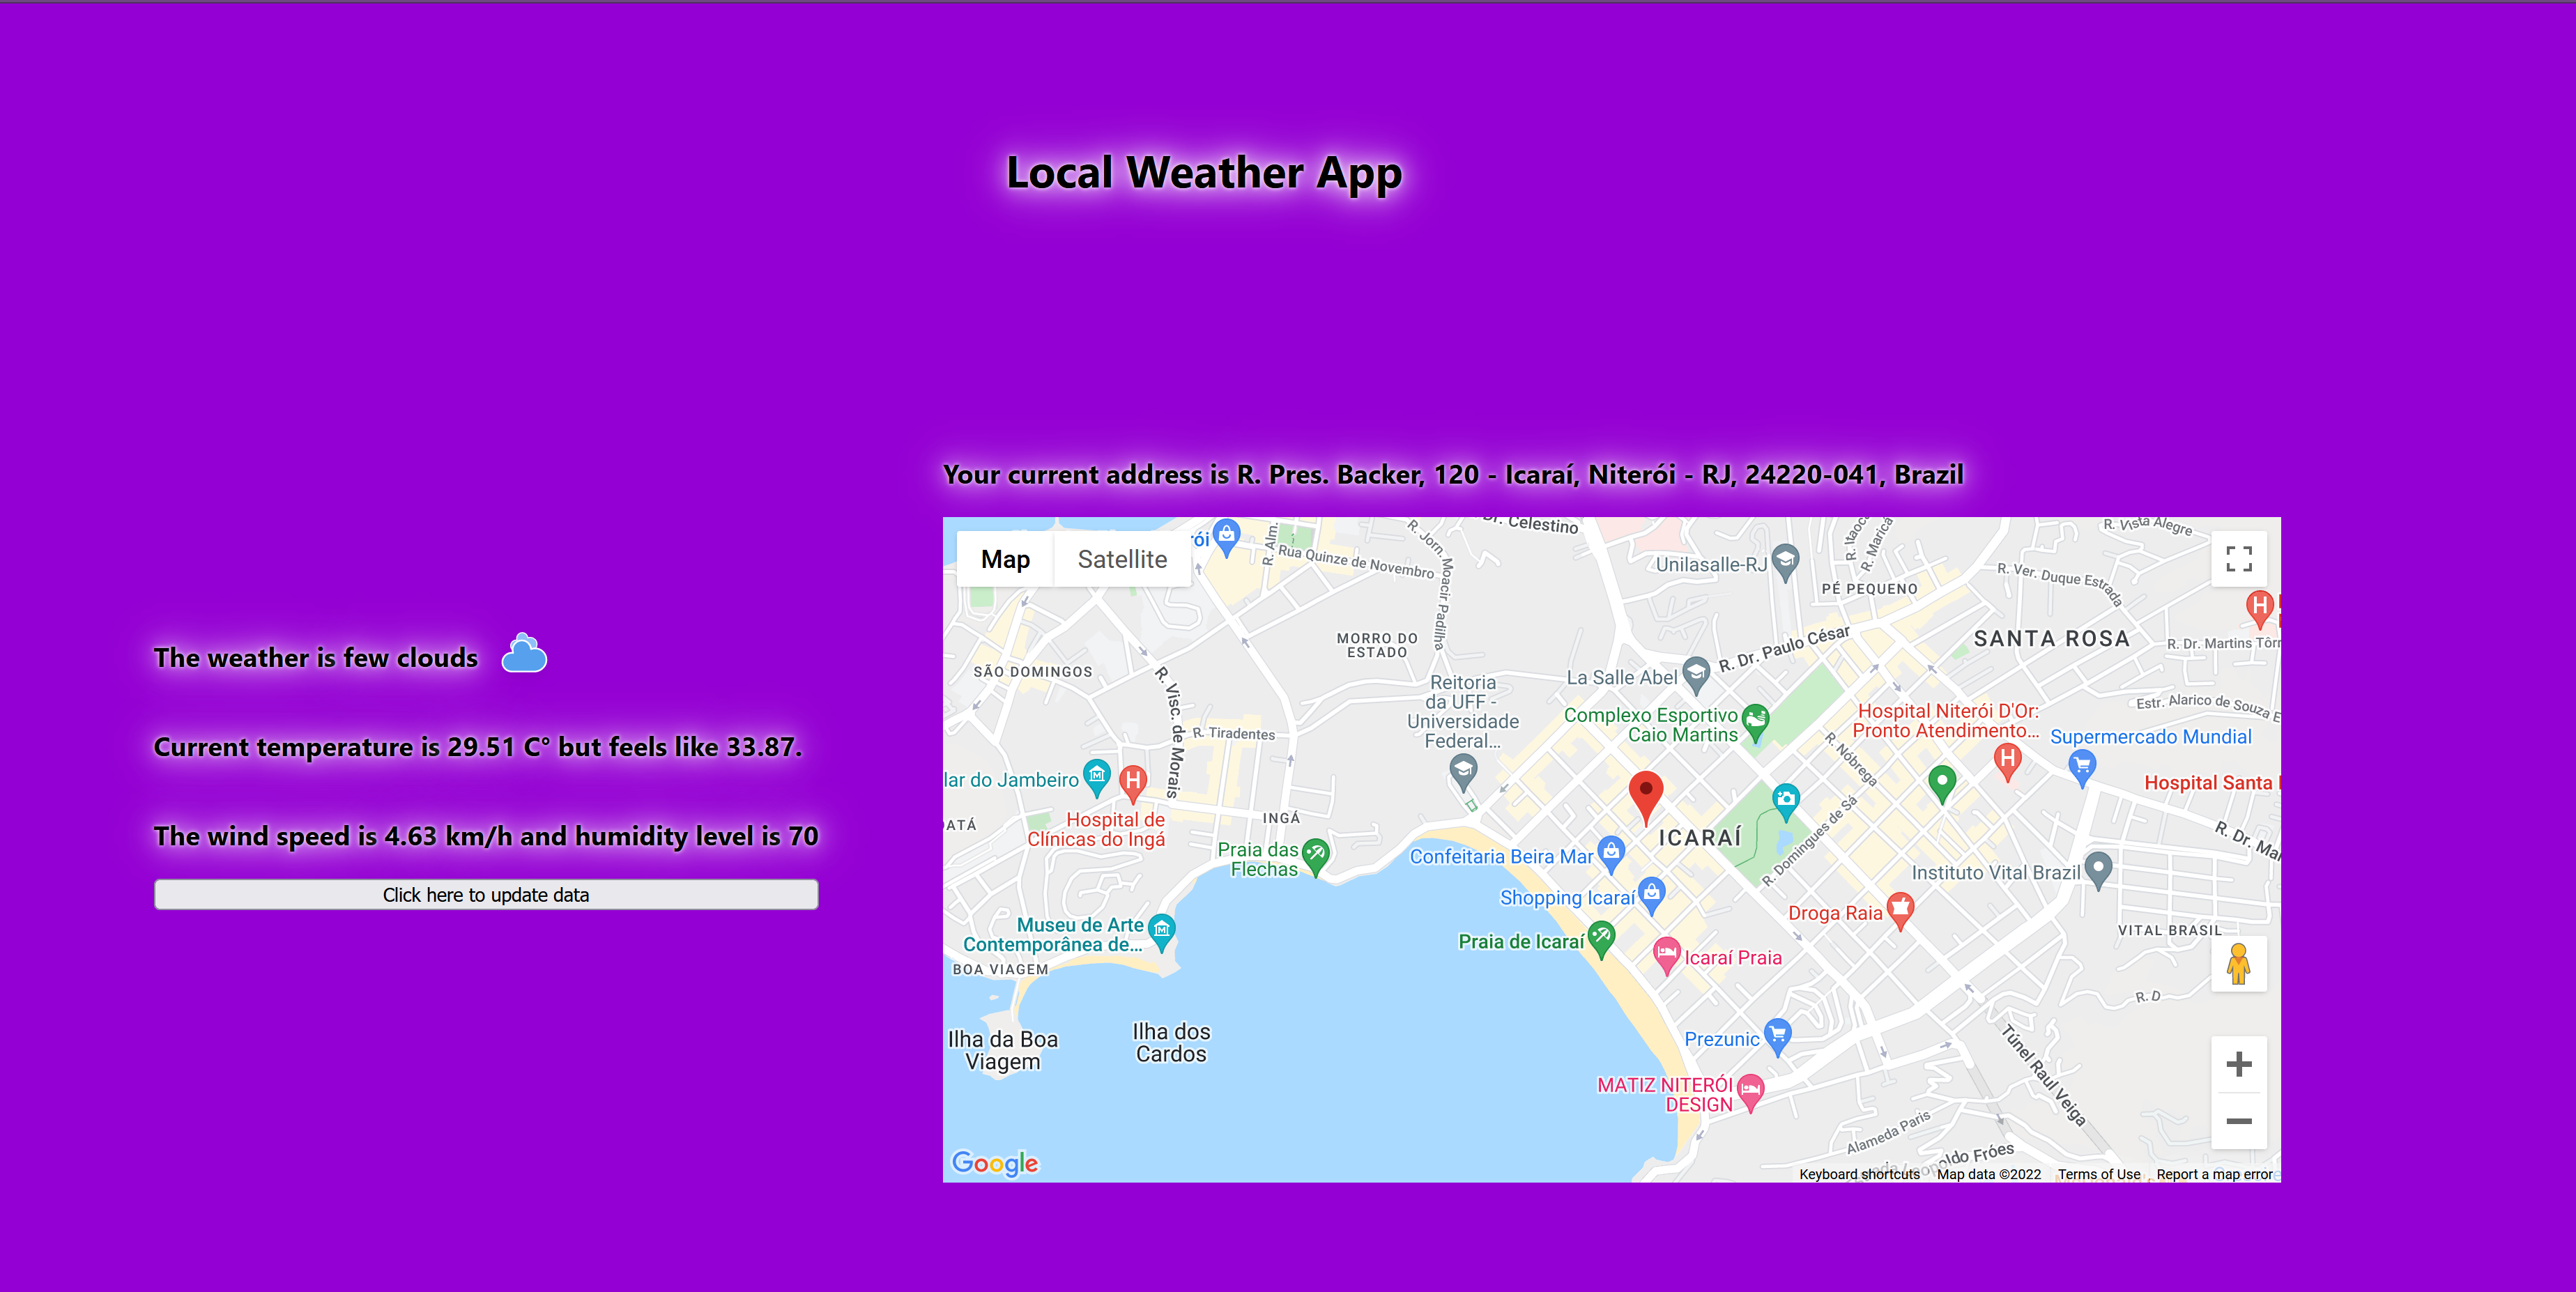 Local Weather App
Your current address is R. Pres. Backer, 120 - Icaraí, Niterói - RJ, 24220-041, Brazil
The weather is few clouds
Current temperature is 29.51 C° but feels like 33.87.
The wind speed is 4.63 km/h and humidity level is 70
Click here to update data
Map
Satellite
rói
R. Alm.
Rua Quinze de Novembro
R. Jorn. Moacir Padilha
Dr. Celestino
Unilasalle-RJ
PÉ PEQUENO
R. Itaoca
R. Maricá
R. Vista Alegre
R. Ver. Duque Estrada
SANTA ROSA
R. Dr. Martins Tôrr
MORRO DO
ESTADO
SÃO DOMINGOS
R. Visc. de Morais
R. Tiradentes
Reitoria
da UFF -
Universidade
Federal...
La Salle Abel
R. Dr. Paulo César
Complexo Esportivo
Caio Martins
Hospital Niterói D'Or:
Pronto Atendimento...
Estr. Alarico de Souza
Supermercado Mundial
R. Nóbrega
Hospital Santa
lar do Jambeiro
Hospital de
Clínicas do Ingá
ATÁ
INGÁ
Praia das
Flechas
ICARAÍ
Confeitaria Beira Mar
R. Domingues de Sá
R. Dr. Mar
Shopping Icaraí
Instituto Vital Brazil
Droga Raia
Museu de Arte
Contemporânea de...
Praia de Icaraí
VITAL BRASIL
BOA VIAGEM
Icaraí Praia
R. D
Ilha da Boa
Viagem
Ilha dos
Cardos
Prezunic
Túnel Raul Veiga
MATIZ NITERÓI
DESIGN
Alameda Paris
Leopoldo Fróes
Google
Keyboard shortcuts
Map data ©2022
Terms of Use
Report a map error